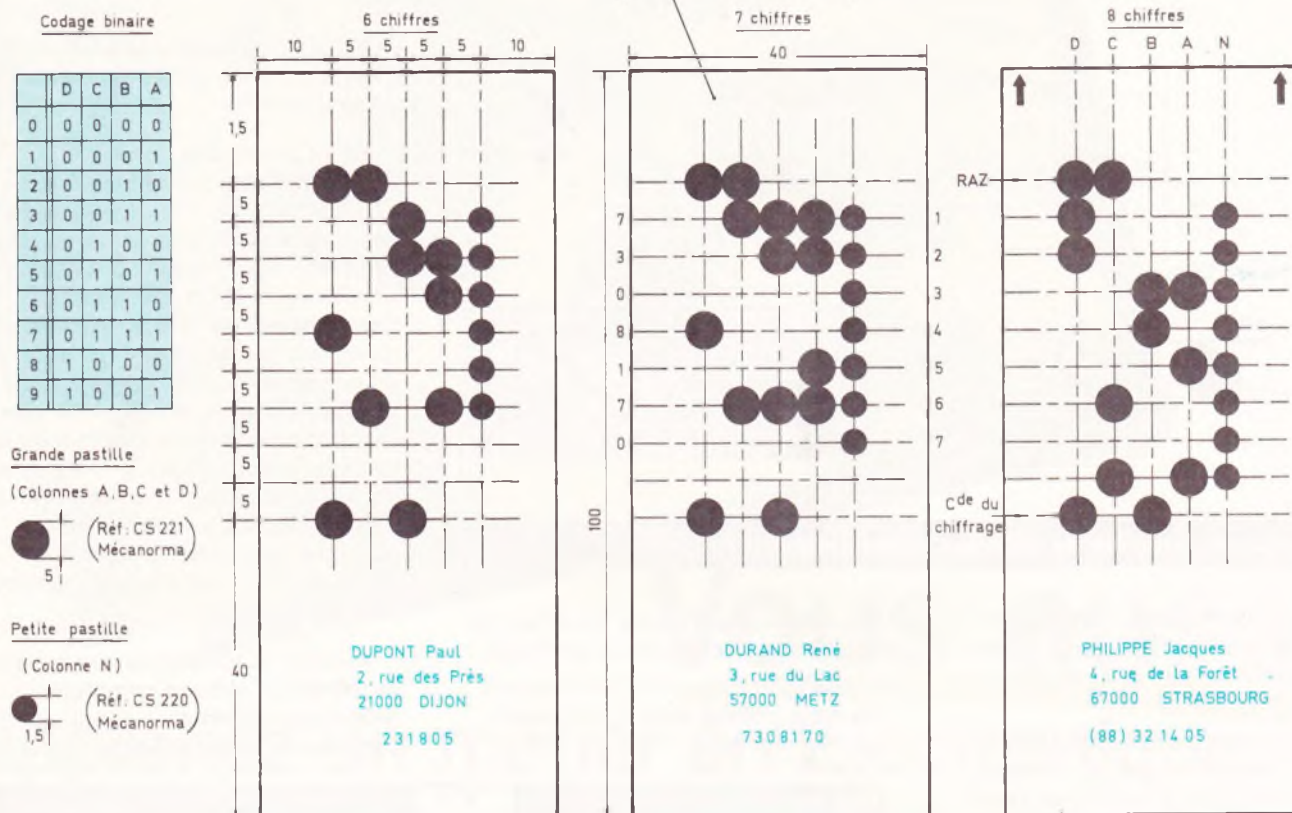 Codage binaire
D C B A
0 0 0 0 0
1 0 0 0 1
2 0 0 1 0
3 0 0 1 1
4 0 1 0 0
5 0 1 0 1
6 0 1 1 0
7 0 1 1 1
8 1 0 0 0
9 1 0 0 1
Grande pastille
(Colonnes A,B,C et D)
(Réf: CS 221
Mécanorma)
5
Petite pastille
(Colonne N)
(Réf: CS 220
Mécanorma)
1,5
6 chiffres
10 5 5 5 5 10
1,5
5
5
5
5
5
5
5
5
5
40
DUPONT Paul
2, rue des Prés
21000 DIJON
231805
7 chiffres
40
7
3
0
8
1
7
0
100
DURAND René
3, rue du Lac
57000 METZ
7308170
8 chiffres
D C B A N
RAZ
1
2
3
4
5
6
7
Cde du
chiffrage
PHILIPPE Jacques
4, rue de la Forêt
67000 STRASBOURG
(88) 32 14 05